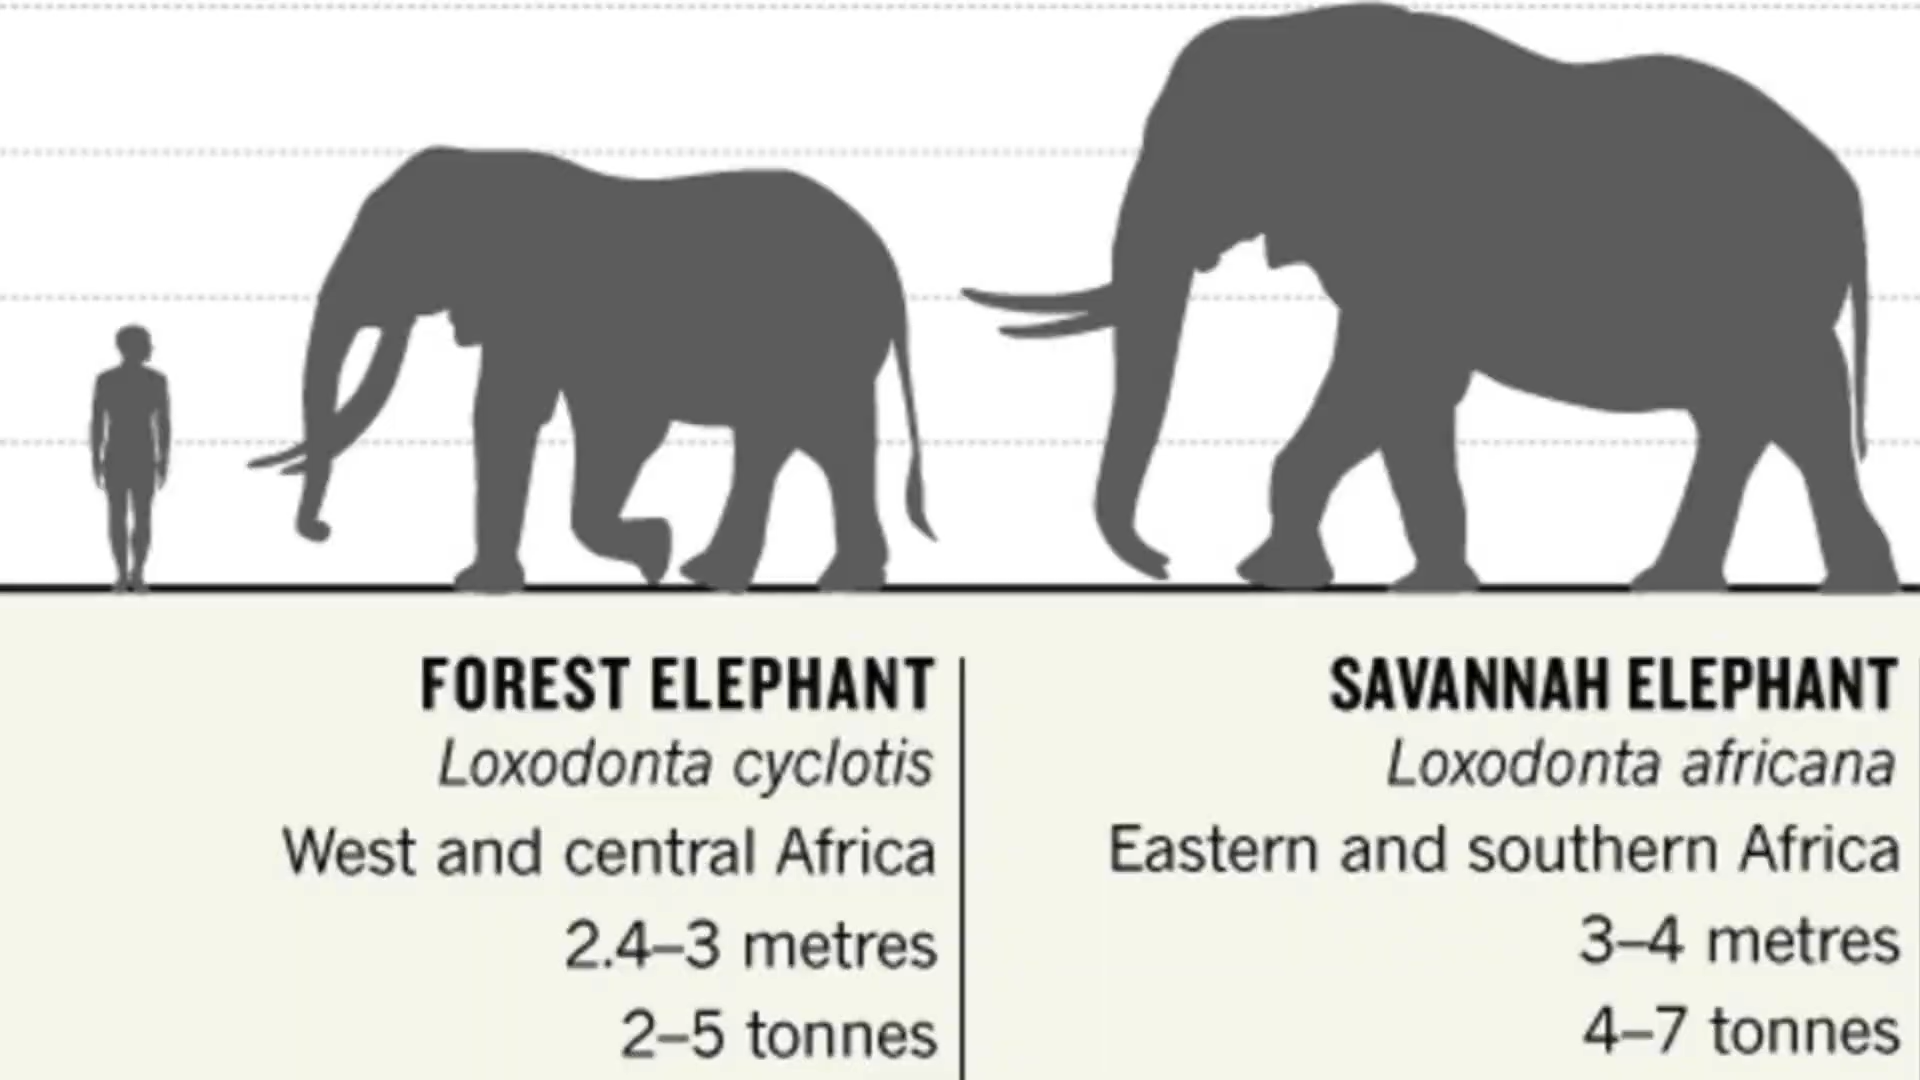 FOREST ELEPHANT
Loxodonta cyclotis
West and central Africa
2.4–3 metres
2–5 tonnes
SAVANNAH ELEPHANT
Loxodonta africana
Eastern and southern Africa
3–4 metres
4–7 tonnes